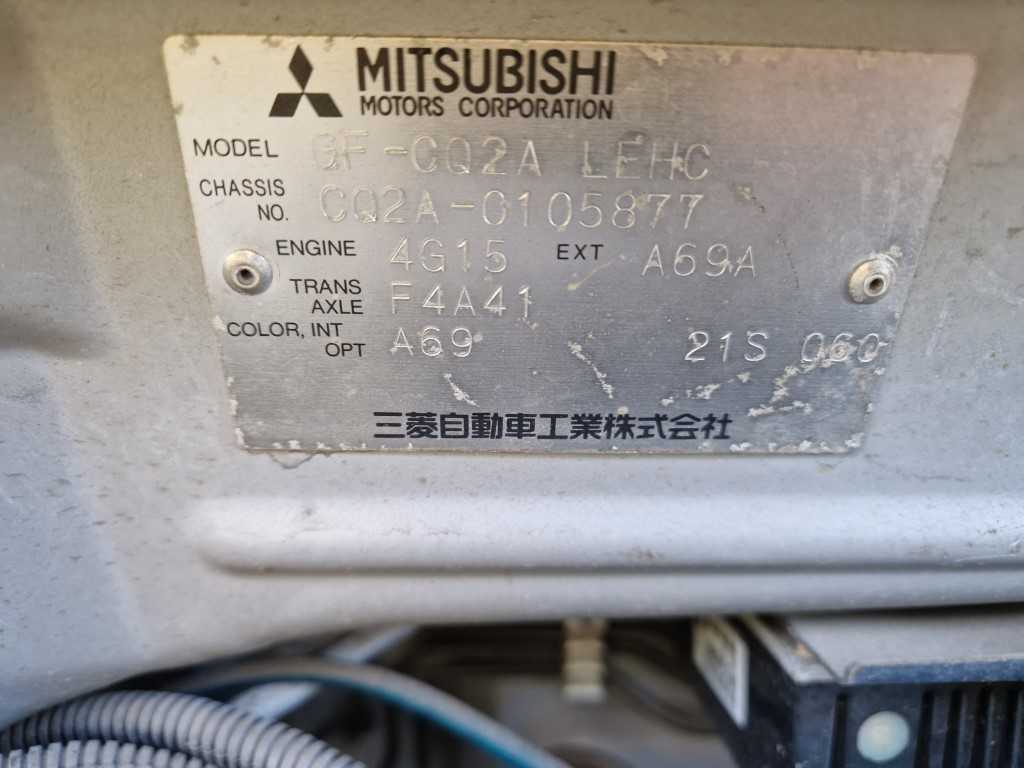 MITSUBISHI
MOTORS CORPORATION
MODEL GF-CQ2A LEHC
CHASSIS NO. CQ2A-0105877
ENGINE 4G15 EXT A69A
TRANS AXLE F4A41
COLOR, INT OPT A69 21S 060
三菱自動車工業株式会社